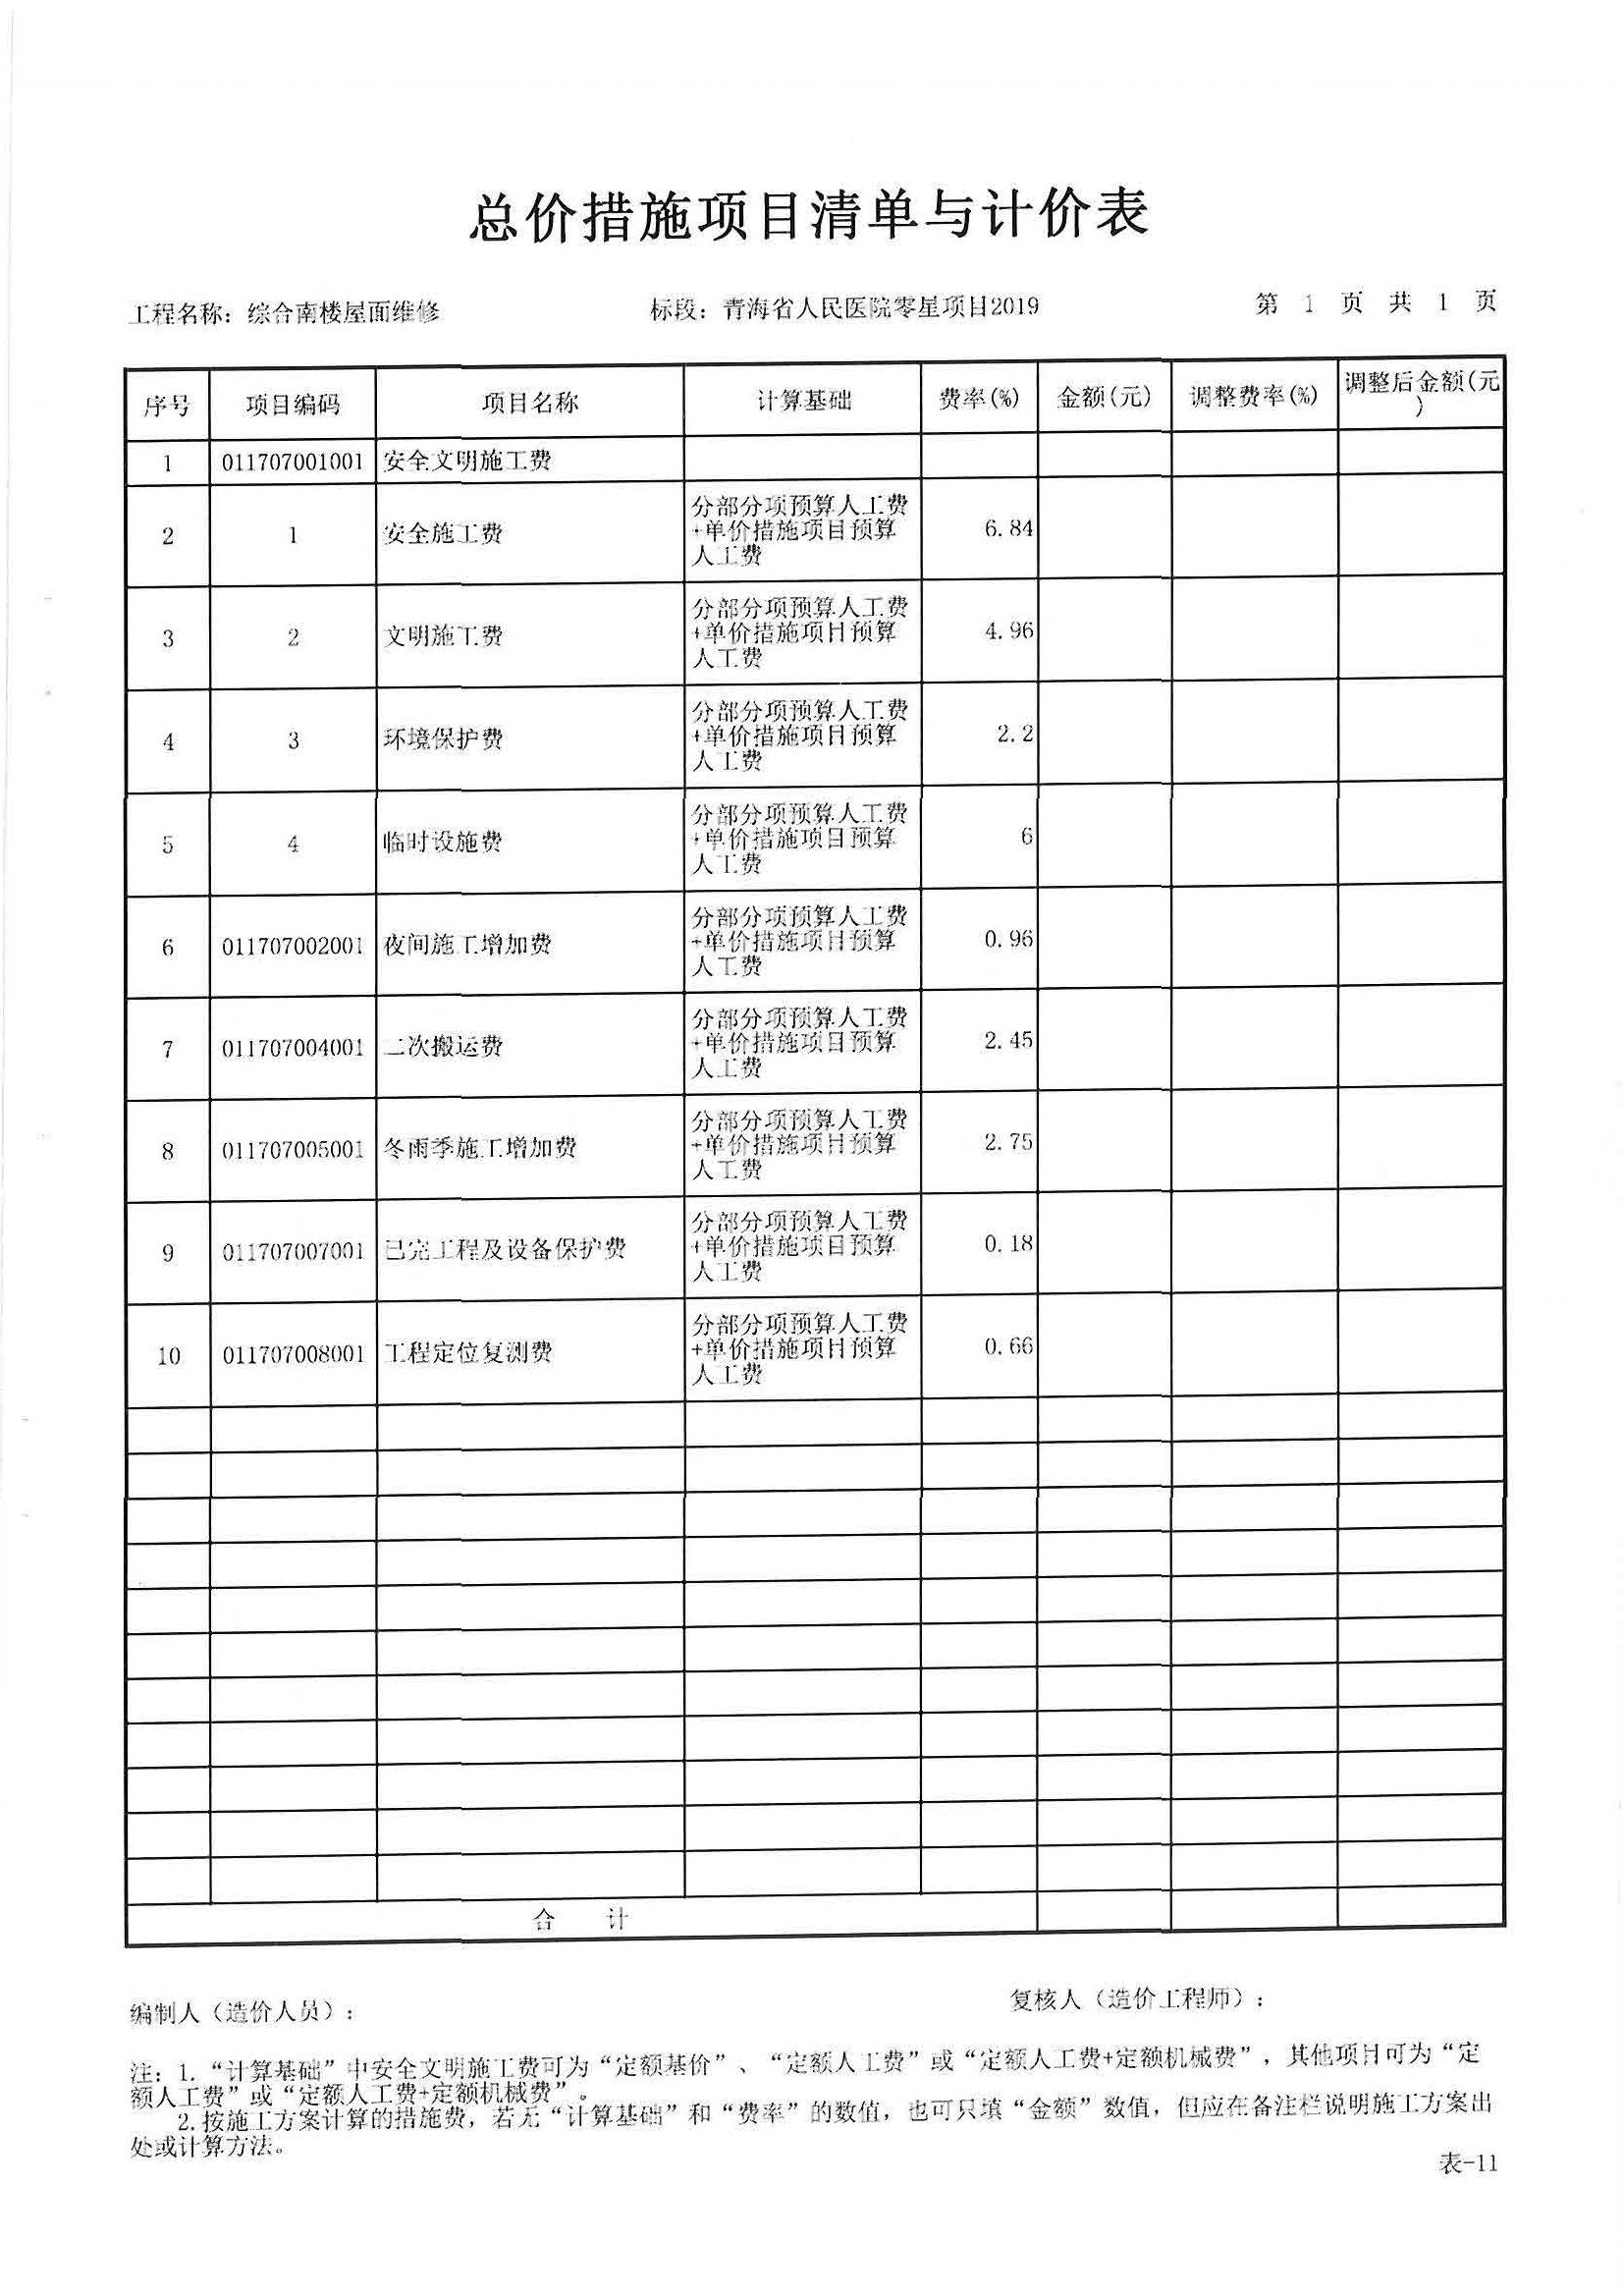 总价措施项目清单与计价表
工程名称：综合南楼屋面维修 标段：青海省人民医院零星项目2019 第 1 页 共 1 页
序号 项目编码 项目名称 计算基础 费率(%) 金额(元) 调整费率(%) 调整后金额(元
)
1 011707001001 安全文明施工费
分部分项预算人工费
2 1 安全施工费 +单价措施项目预算 6.84
人工费
分部分项预算人工费
3 2 文明施工费 +单价措施项目预算 4.96
人工费
分部分项预算人工费
4 3 环境保护费 +单价措施项目预算 2.2
人工费
分部分项预算人工费
5 4 临时设施费 +单价措施项目预算 6
人工费
分部分项预算人工费
6 011707002001 夜间施工增加费 +单价措施项目预算 0.96
人工费
分部分项预算人工费
7 011707004001 二次搬运费 +单价措施项目预算 2.45
人工费
分部分项预算人工费
8 011707005001 冬雨季施工增加费 +单价措施项目预算 2.75
人工费
分部分项预算人工费
9 011707007001 已完工程及设备保护费 +单价措施项目预算 0.18
人工费
分部分项预算人工费
10 011707008001 工程定位复测费 +单价措施项目预算 0.66
人工费
合 计
编制人（造价人员）： 复核人（造价工程师）：
注：1.“计算基础”中安全文明施工费可为“定额基价”、“定额人工费”或“定额人工费+定额机械费”，其他项目可为“定
额人工费”或“定额人工费+定额机械费”。
2.按施工方案计算的措施费，若无“计算基础”和“费率”的数值，也可只填“金额”数值，但应在备注栏说明施工方案出
处或计算方法。
表-11